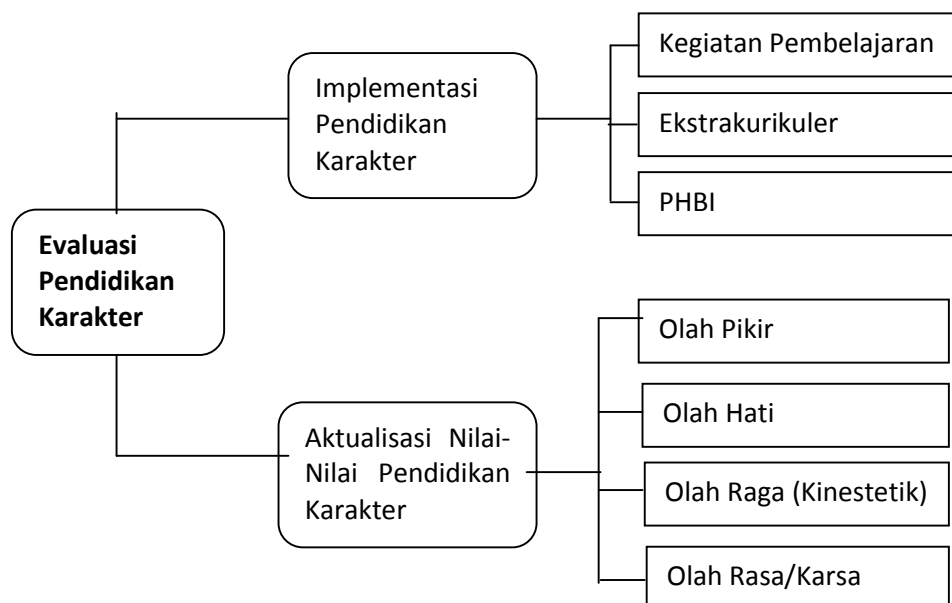 Evaluasi
Pendidikan
Karakter
Implementasi
Pendidikan
Karakter
Kegiatan Pembelajaran
Ekstrakurikuler
PHBI
Aktualisasi Nilai-
Nilai Pendidikan
Karakter
Olah Pikir
Olah Hati
Olah Raga (Kinestetik)
Olah Rasa/Karsa